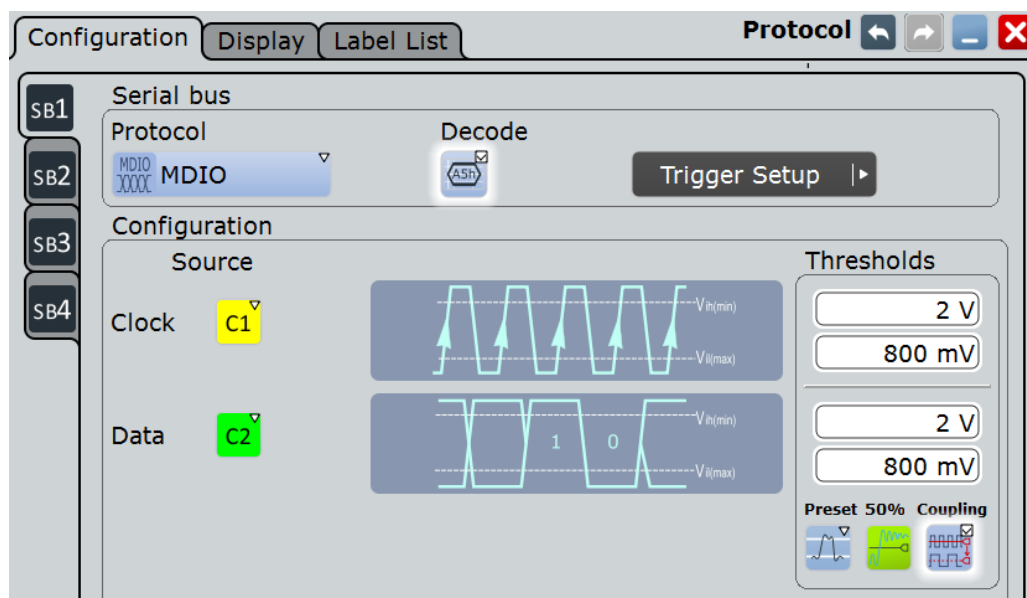 Configuration Display Label List Protocol
SB1 Serial bus
Protocol Decode
SB2 MDIO XXXX MDIO A5h Trigger Setup
Configuration
SB3 Source Thresholds
SB4 Clock C1 Vih(min) 2 V
Vil(max) 800 mV
Data C2 Vih(min) 2 V
1 0
Vil(max) 800 mV
Preset 50% Coupling